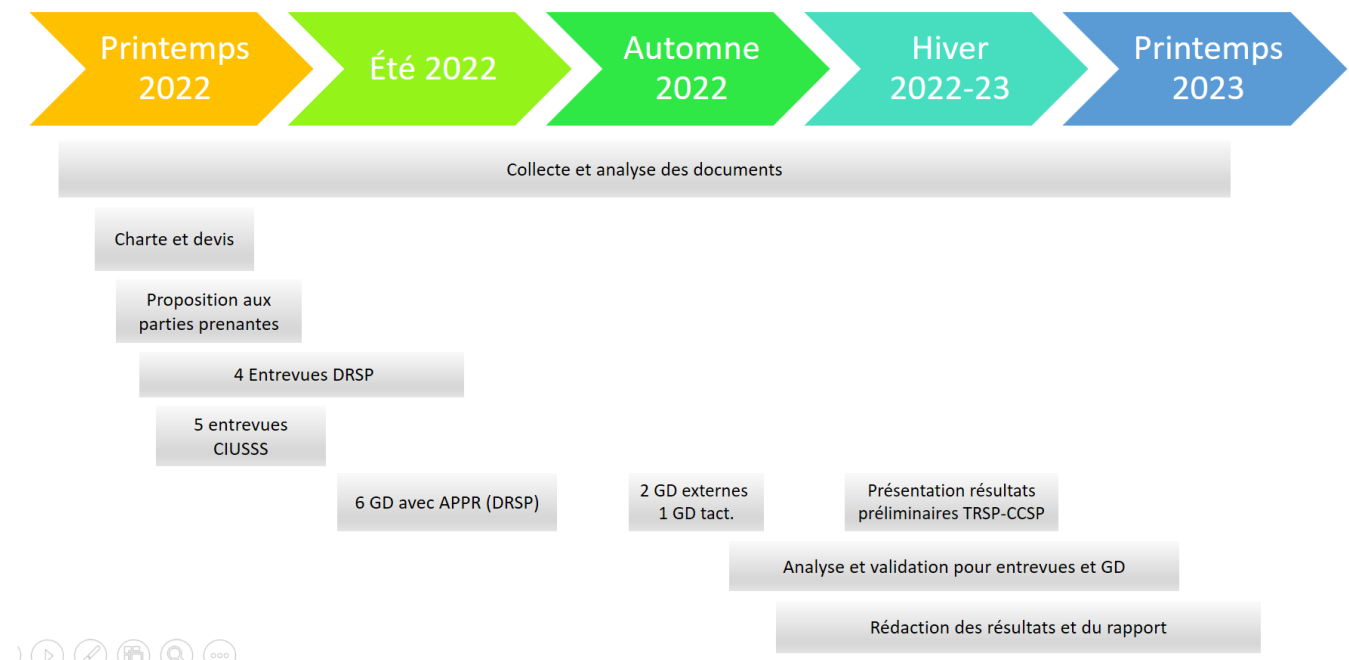 Printemps
2022
Été 2022
Automne
2022
Hiver
2022-23
Printemps
2023
Collecte et analyse des documents
Charte et devis
Proposition aux
parties prenantes
4 Entrevues DRSP
5 entrevues
CIUSSS
6 GD avec APPR (DRSP)
2 GD externes
1 GD tact.
Présentation résultats
préliminaires TRSP-CCSP
Analyse et validation pour entrevues et GD
Rédaction des résultats et du rapport